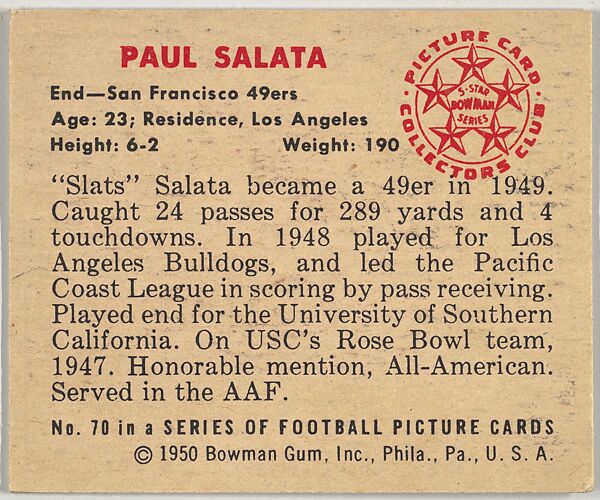 PAUL SALATA
End—San Francisco 49ers
Age: 23; Residence, Los Angeles
Height: 6-2 Weight: 190
PICTURE CARD
COLLECTORS CLUB
5-STAR
BOWMAN
SERIES
"Slats" Salata became a 49er in 1949.
Caught 24 passes for 289 yards and 4
touchdowns. In 1948 played for Los
Angeles Bulldogs, and led the Pacific
Coast League in scoring by pass receiving.
Played end for the University of Southern
California. On USC's Rose Bowl team,
1947. Honorable mention, All-American.
Served in the AAF.
No. 70 in a SERIES OF FOOTBALL PICTURE CARDS
© 1950 Bowman Gum, Inc., Phila., Pa., U. S. A.